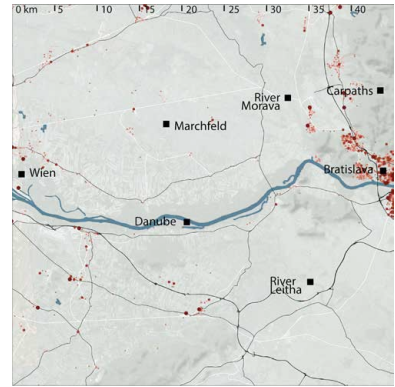 0 km 5 10 15 20 25 30 35 40
Carpaths
River
Morava
Marchfeld
Bratislava
Wien
Danube
River
Leitha